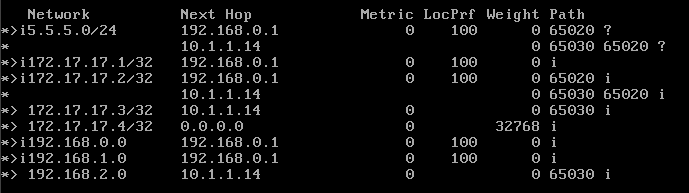 Network          Next Hop            Metric LocPrf Weight Path
*>i5.5.5.0/24       192.168.0.1              0    100      0 65020 ?
*                   10.1.1.14                              0 65030 65020 ?
*>i172.17.17.1/32   192.168.0.1              0    100      0 i
*>i172.17.17.2/32   192.168.0.1              0    100      0 65020 i
*                   10.1.1.14                              0 65030 65020 i
*> 172.17.17.3/32   10.1.1.14                0             0 65030 i
*> 172.17.17.4/32   0.0.0.0                  0         32768 i
*>i192.168.0.0      192.168.0.1              0    100      0 i
*>i192.168.1.0      192.168.0.1              0    100      0 i
*> 192.168.2.0      10.1.1.14                0             0 65030 i